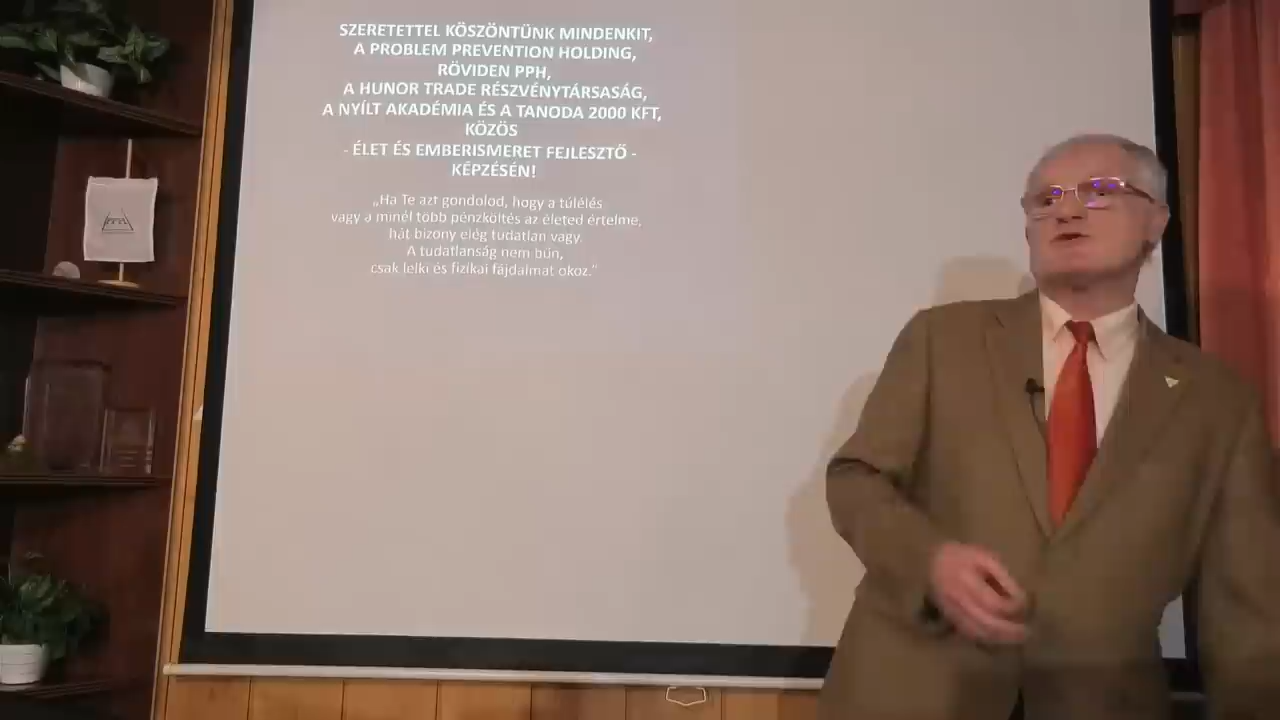 SZERETETTEL KÖSZÖNTÜNK MINDENKIT,
A PROBLEM PREVENTION HOLDING,
RÖVIDEN PPH,
A HUNOR TRADE RÉSZVÉNYTÁRSASÁG,
A NYÍLT AKADÉMIA ÉS A TANODA 2000 KFT,
KÖZÖS
- ÉLET ÉS EMBERISMERET FEJLESZTŐ -
KÉPZÉSÉN!
„Ha Te azt gondolod, hogy a túlélés
vagy a minél több pénzköltés az életed értelme,
hát bizony elég tudatlan vagy.
A tudatlanság nem bűn,
csak lelki és fizikai fájdalmat okoz.”